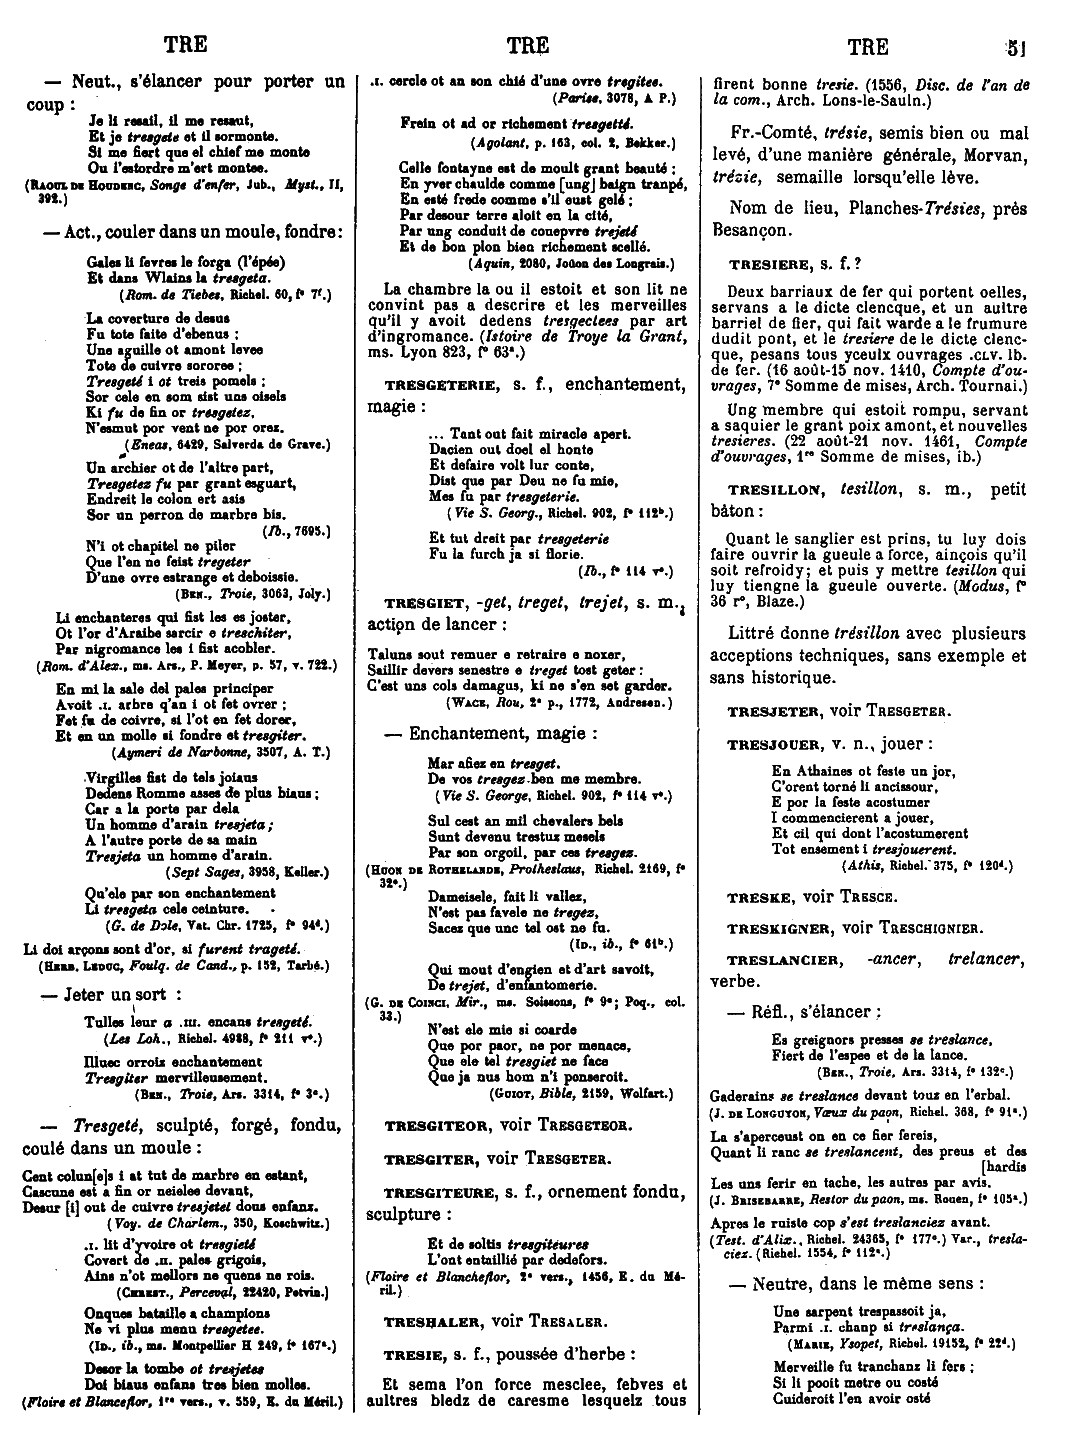 TRE
TRE
TRE
51
— Neut., s'élancer pour porter un
coup :
Je li resail, il me resaut,
Et je tresgete et il sormonte.
Si me fiert que el chief me monte
Ou l'estordre m'ert montee.
(RAOUL DE HOUDENC, Songe d'enfer, Jub., Myst., II,
392.)
— Act., couler dans un moule, fondre:
Gales li fevres le forga (l'épée)
Et dans Wlains la tresgeta.
(Rom. de Tiebes, Richel. 60, f° 7f.)
La coverture de desus
Fu tote faite d'ebenus ;
Une aguille ot amont levee
Tote de cuivre sororee ;
Tresgeté i ot treis pomels ;
Sor cele en som sist uns oisels
Ki fu de fin or tresgetez,
N'esmut por vent ne por orez.
(Eneas, 6429, Salverda de Grave.)
Un archier ot de l'altre part,
Tresgetez fu par grant esguart,
Endreit le colon ert asis
Sor un perron de marbre bis.
(Ib., 7695.)
N'i ot chapitel ne piler
Que l'en ne feist tregeter
D'une ovre estrange et deboissie.
(BEN., Troie, 3063, Joly.)
Li enchanteres qui fist les es joster,
Ot l'or d'Araibe sarcir e treschiter,
Par nigromance les i fist acobler.
(Rom. d'Alex., ms. Ars., P. Meyer, p. 57, v. 722.)
En mi la sale del pales principer
Avoit .I. arbre q'an i ot fet ovrer ;
Fet fu de coivre, si l'ot en fet dorer,
Et en un molle si fondre et tresgiter.
(Aymeri de Narbonne, 3507, A. T.)
Virgilles fist de tels joiaus
Dedens Romme asses de plus biaus ;
Car a la porte par dela
Un homme d'arain tresjeta ;
A l'autre porte de sa main
Tresjeta un homme d'arain.
(Sept Sages, 3958, Keller.)
Qu'ele par son enchantement
Li tresgeta cele ceinture.
(G. de Dole, Vat. Chr. 1725, f° 94d.)
Li doi arçons sont d'or, si furent trageté.
(HERB. LEDUC, Foulq. de Cand., p. 152, Tarbé.)
— Jeter un sort :
Tulles leur a .III. encans tresgeté.
(Les Loh., Richel. 4988, f° 211 v°.)
Illuec orroiz enchantement
Tresgiter mervilleusement.
(BEN., Troie, Ars. 3314, f° 3e.)
— Tresgeté, sculpté, forgé, fondu,
coulé dans un moule :
Cent colun[e]s i at tut de marbre en estant,
Cascune est a fin or neielee devant,
Desur [i] out de cuivre tresjetel dous enfanz.
(Voy. de Charlem., 350, Koschwitz.)
.I. lit d'yvoire ot tresgieté
Covert de .II. pales grigois,
Ains n'ot mellors ne quens ne rois.
(CHREST., Perceval, 22420, Potvin.)
Onques bataille a champions
Ne vi plus menu tresgetee.
(ID., ib., ms. Montpellier H 249, f° 167a.)
Desor la tombe ot tresjetes
Doi biaus enfans tres bien molles.
(Floire et Blanceflor, 1re vers., v. 559, E. du Méril.)
.I. cercle ot an son chié d'une ovre tregitee.
(Parise, 3078, A P.)
Frein ot ad or richement tresgetté.
(Agolant, p. 163, col. 2, Bekker.)
Celle fontayne est de moult grant beauté ;
En yver chaulde comme [ung] baign tranpé,
En esté frede comme s'il eust gelé ;
Par desour terre aloit en la cité,
Par ung conduit de couepvre trejeté
Et de bon plon bien richement scellé.
(Aquin, 2080, Joüon des Longrais.)
La chambre la ou il estoit et son lit ne
convint pas a descrire et les merveilles
qu'il y avoit dedens tresgectees par art
d'ingromance. (Istoire de Troye la Grant,
ms. Lyon 823, f° 63a.)
TRESGETERIE, s. f., enchantement,
magie :
... Tant out fait miracle apert.
Dacien out doel el honte
Et defaire volt lur conte,
Dist que par Deu ne fu mie,
Mes fu par tresgeterie.
(Vie S. Georg., Richel. 902, f° 112b.)
Et tut dreit par tresgeterie
Fu la furch ja si florie.
(Ib., f° 114 v°.)
TRESGIET, -get, treget, trejet, s. m.,
action de lancer :
Taluns sout remuer e retraire e noxer,
Saillir devers senestre e treget tost geter :
C'est uns cols damagus, ki ne s'en set garder.
(WACE, Rou, 2e p., 1772, Andresen.)
— Enchantement, magie :
Mar afiez en tresget.
De vos tresgez ben me membre.
(Vie S. George, Richel. 902, f° 114 v°.)
Sul cest an mil chevalers bels
Sunt devenu trestuz mesels
Par son orgoil, par ces tresgez.
(HUON DE ROTHELANDE, Protheslaus, Richel. 2169, f°
32c.)
Dameisele, fait li vallez,
N'est pas favele ne tregez,
Sacez que unc tel ost ne fu.
(ID., ib., f° 61b.)
Qui mout d'engien et d'art savoit,
De trejet, d'enfantomerie.
(G. DE COINCI, Mir., ms. Soissons, f° 9e; Poq., col.
33.)
N'est ele mie si coarde
Que por paor, ne por menace,
Que ele tel tresgiet ne face
Que ja nus hom n'i ponseroit.
(GUIOT, Bible, 2159, Wolfart.)
TRESGITEOR, voir TRESGETEOR.
TRESGITER, voir TRESGETER.
TRESGITEURE, s. f., ornement fondu,
sculpture :
Et de soltis tresgiteures
L'ont entaillié par dedefors.
(Floire et Blancheflor, 2e vers., 1456, E. du Mé-
ril.)
TRESHALER, voir TRESALER.
TRESIE, s. f., poussée d'herbe :
Et sema l'on force mesclee, febves et
aultres bledz de caresme lesquelz tous
firent bonne tresie. (1556, Disc. de l'an de
la com., Arch. Lons-le-Sauln.)
Fr.-Comté, trésie, semis bien ou mal
levé, d'une manière générale, Morvan,
trézie, semaille lorsqu'elle lève.
Nom de lieu, Planches-Trésies, près
Besançon.
TRESIERE, s. f. ?
Deux barriaux de fer qui portent oelles,
servans a le dicte clencque, et un aultre
barriel de fier, qui fait warde a le frumure
dudit pont, et le tresiere de le dicte clenc-
que, pesans tous yceulx ouvrages .CLV. lb.
de fer. (16 août-15 nov. 1410, Compte d'ou-
vrages, 7e Somme de mises, Arch. Tournai.)
Ung membre qui estoit rompu, servant
a saquier le grant poix amont, et nouvelles
tresieres. (22 août-21 nov. 1461, Compte
d'ouvrages, 1re Somme de mises, ib.)
TRESILLON, tesillon, s. m., petit
bâton :
Quant le sanglier est prins, tu luy dois
faire ouvrir la gueule a force, ainçois qu'il
soit refroidy; et puis y mettre tesillon qui
luy tiengne la gueule ouverte. (Modus, f°
36 r°, Blaze.)
Littré donne trésillon avec plusieurs
acceptions techniques, sans exemple et
sans historique.
TRESJETER, voir TRESGETER.
TRESJOUER, v. n., jouer :
En Athaines ot feste un jor,
C'orent torné li ancissour,
E por la feste acostumer
I commencierent a jouer,
Et cil qui dont l'acostumerent
Tot ensement i tresjouerent.
(Athis, Richel. 375, f° 120d.)
TRESKE, voir TRESCE.
TRESKIGNER, voir TRESCHIGNIER.
TRESLANCIER, -ancer, trelancer,
verbe.
— Réfl., s'élancer :
Es greignors presses se treslance,
Fiert de l'espee et de la lance.
(BEN., Troie, Ars. 3314, f° 132c.)
Gaderains se treslance devant touz en l'erbal.
(J. DE LONGUYON, Vœux du paon, Richel. 368, f° 91a.)
La s'aperceust on en ce fier fereis,
Quant li ranc se treslancent, des preus et des
[hardis
Les uns ferir en tache, les autres par avis.
(J. BRISEBARRE, Restor du paon, ms. Rouen, f° 105a.)
Apres le ruiste cop s'est treslanciez avant.
(Test. d'Alix., Richel. 24365, f° 177e.) Var., tresla-
ciez. (Richel. 1554, f° 112a.)
— Neutre, dans le même sens :
Une sarpent trespassoit ja,
Parmi .I. chanp si treslança.
(MARIE, Ysopet, Richel. 19152, f° 22d.)
Merveille fu tranchanz li fers ;
Si li pooit metre ou costé
Cuideroit l'en avoir osté